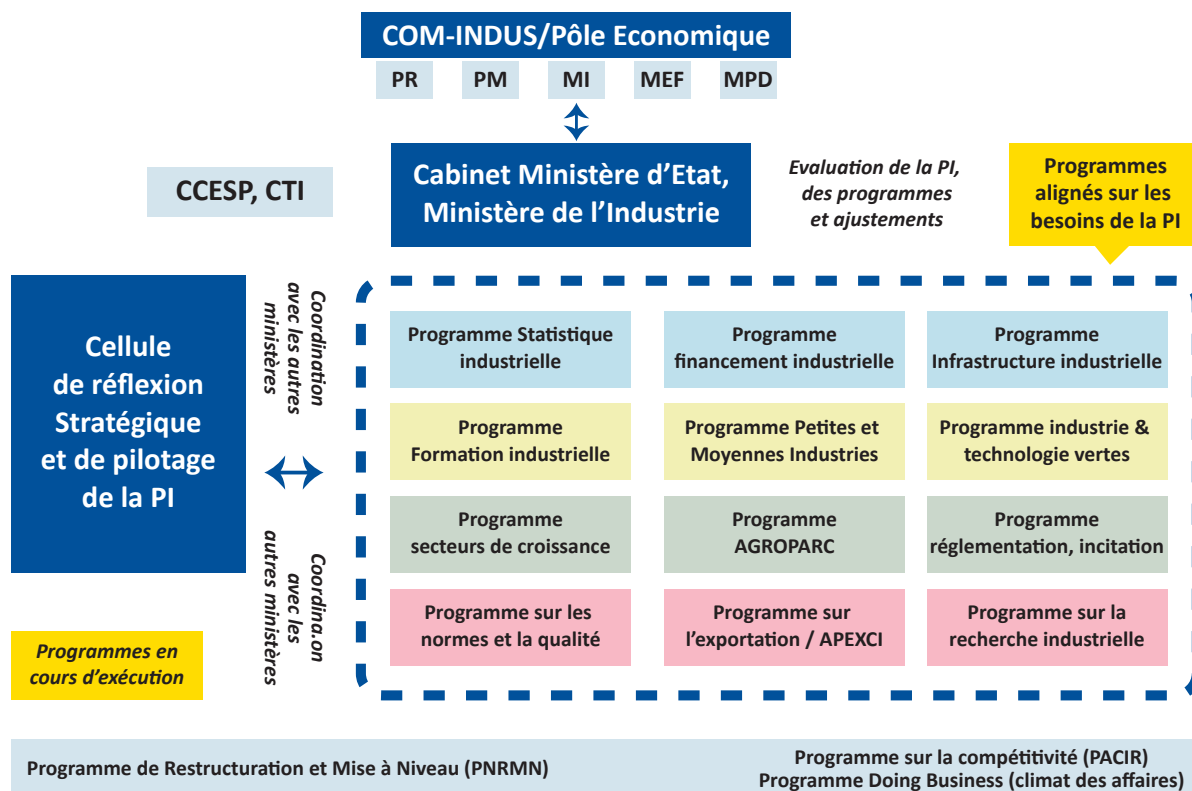 COM-INDUS/Pôle Economique
PR
PM
MI
MEF
MPD
CCESP, CTI
Cabinet Ministère d'Etat,
Ministère de l'Industrie
Evaluation de la PI,
des programmes
et ajustements
Programmes
alignés sur les
besoins de la PI
Cellule
de réflexion
Stratégique
et de pilotage
de la PI
Coordination
avec les autres
ministères
Coordina.on
avec les
autres ministères
Programme Statistique
industrielle
Programme
financement industrielle
Programme
Infrastructure industrielle
Programme
Formation industrielle
Programme Petites et
Moyennes Industries
Programme industrie &
technologie vertes
Programme
secteurs de croissance
Programme
AGROPARC
Programme
réglementation, incitation
Programme sur les
normes et la qualité
Programme sur
l'exportation / APEXCI
Programme sur la
recherche industrielle
Programmes en
cours d'exécution
Programme de Restructuration et Mise à Niveau (PNRMN)
Programme sur la compétitivité (PACIR)
Programme Doing Business (climat des affaires)